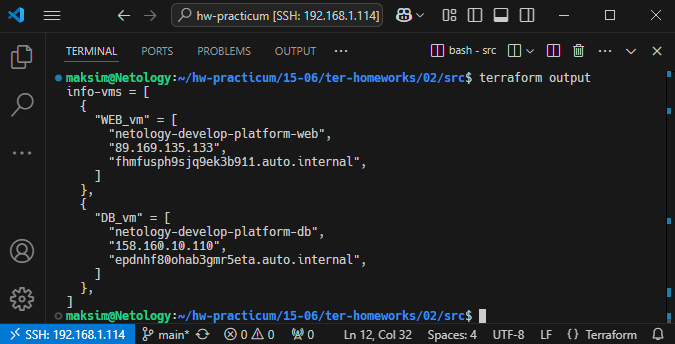 hw-practicum [SSH: 192.168.1.114]
TERMINAL PORTS PROBLEMS OUTPUT ... bash - src
maksim@Netology:~/hw-practicum/15-06/ter-homeworks/02/src$ terraform output
info-vms = [
  {
    "WEB_vm" = [
      "netology-develop-platform-web",
      "89.169.135.133",
      "fhmfusph9sjq9ek3b911.auto.internal",
    ]
  },
  {
    "DB_vm" = [
      "netology-develop-platform-db",
      "158.160.10.110",
      "epdnhf80ohab3gmr5eta.auto.internal",
    ]
  },
]
maksim@Netology:~/hw-practicum/15-06/ter-homeworks/02/src$
SSH: 192.168.1.114 main* 0 0 0 Ln 12, Col 32 Spaces: 4 UTF-8 LF {} Terraform